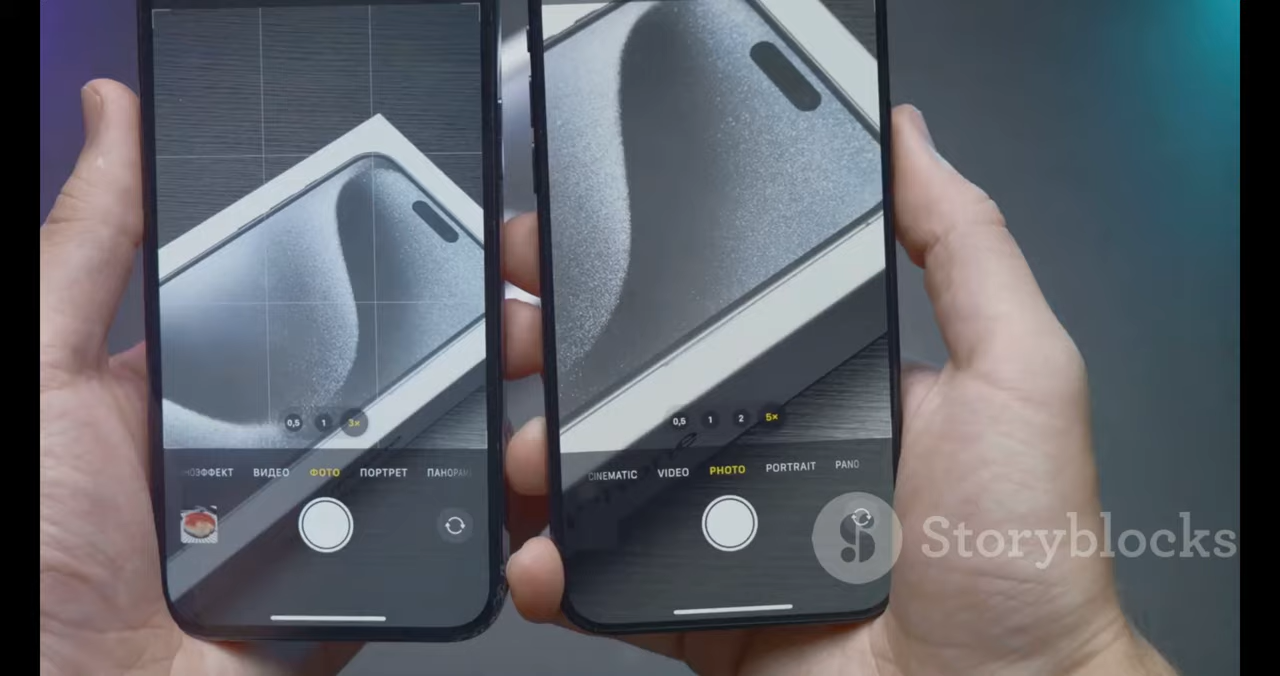 0,5 1 3×
ОЭФФЕКТ ВИДЕО ФОТО ПОРТРЕТ ПАНОРАМ
0,5 1 2 5×
CINEMATIC VIDEO PHOTO PORTRAIT PANO
Storyblocks